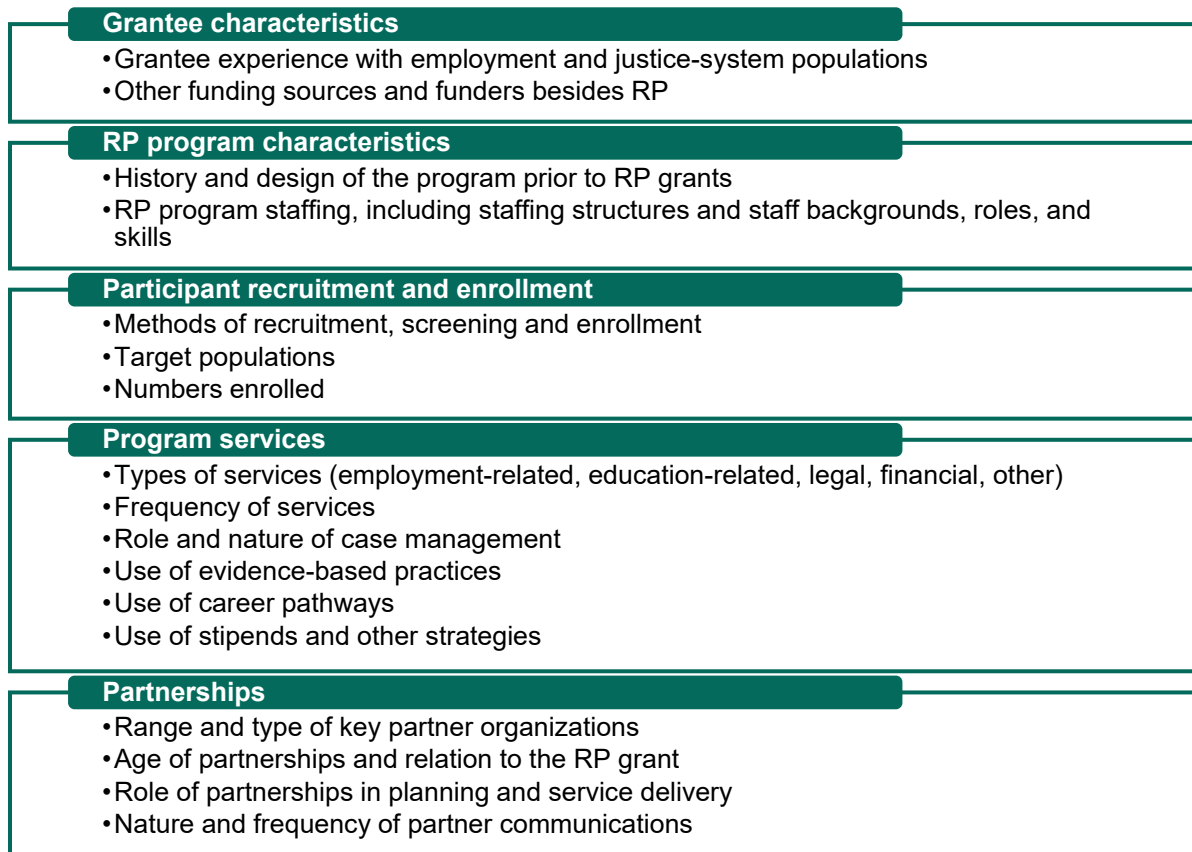 Grantee characteristics
•Grantee experience with employment and justice-system populations
•Other funding sources and funders besides RP
RP program characteristics
•History and design of the program prior to RP grants
•RP program staffing, including staffing structures and staff backgrounds, roles, and
skills
Participant recruitment and enrollment
•Methods of recruitment, screening and enrollment
•Target populations
•Numbers enrolled
Program services
•Types of services (employment-related, education-related, legal, financial, other)
•Frequency of services
•Role and nature of case management
•Use of evidence-based practices
•Use of career pathways
•Use of stipends and other strategies
Partnerships
•Range and type of key partner organizations
•Age of partnerships and relation to the RP grant
•Role of partnerships in planning and service delivery
•Nature and frequency of partner communications